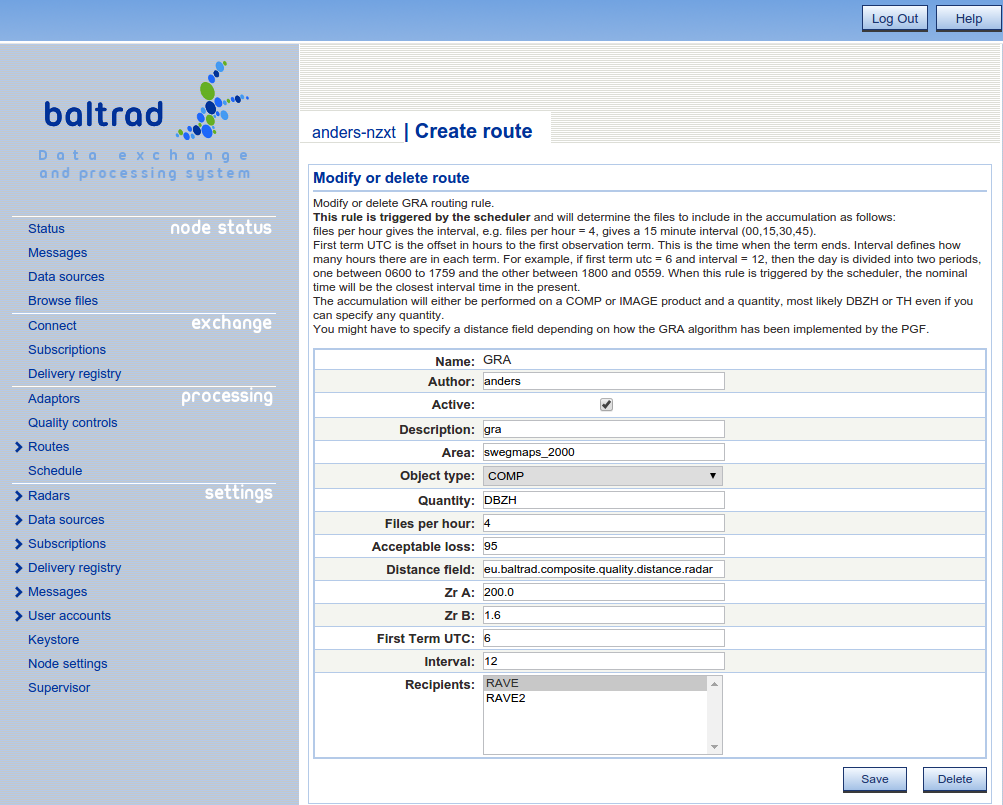 Log Out
Help
baltrad
Data exchange
and processing system
anders-nzxt | Create route
node status
Status
Messages
Data sources
Browse files
exchange
Connect
Subscriptions
Delivery registry
processing
Adaptors
Quality controls
Routes
Schedule
settings
Radars
Data sources
Subscriptions
Delivery registry
Messages
User accounts
Keystore
Node settings
Supervisor
Modify or delete route
Modify or delete GRA routing rule.
This rule is triggered by the scheduler and will determine the files to include in the accumulation as follows:
files per hour gives the interval, e.g. files per hour = 4, gives a 15 minute interval (00,15,30,45).
First term UTC is the offset in hours to the first observation term. This is the time when the term ends. Interval defines how
many hours there are in each term. For example, if first term utc = 6 and interval = 12, then the day is divided into two periods,
one between 0600 to 1759 and the other between 1800 and 0559. When this rule is triggered by the scheduler, the nominal
time will be the closest interval time in the present.
The accumulation will either be performed on a COMP or IMAGE product and a quantity, most likely DBZH or TH even if you
can specify any quantity.
You might have to specify a distance field depending on how the GRA algorithm has been implemented by the PGF.
Name: GRA
Author: anders
Active:
Description: gra
Area: swegmaps_2000
Object type: COMP
Quantity: DBZH
Files per hour: 4
Acceptable loss: 95
Distance field: eu.baltrad.composite.quality.distance.radar
Zr A: 200.0
Zr B: 1.6
First Term UTC: 6
Interval: 12
Recipients: RAVE
RAVE2
Save
Delete